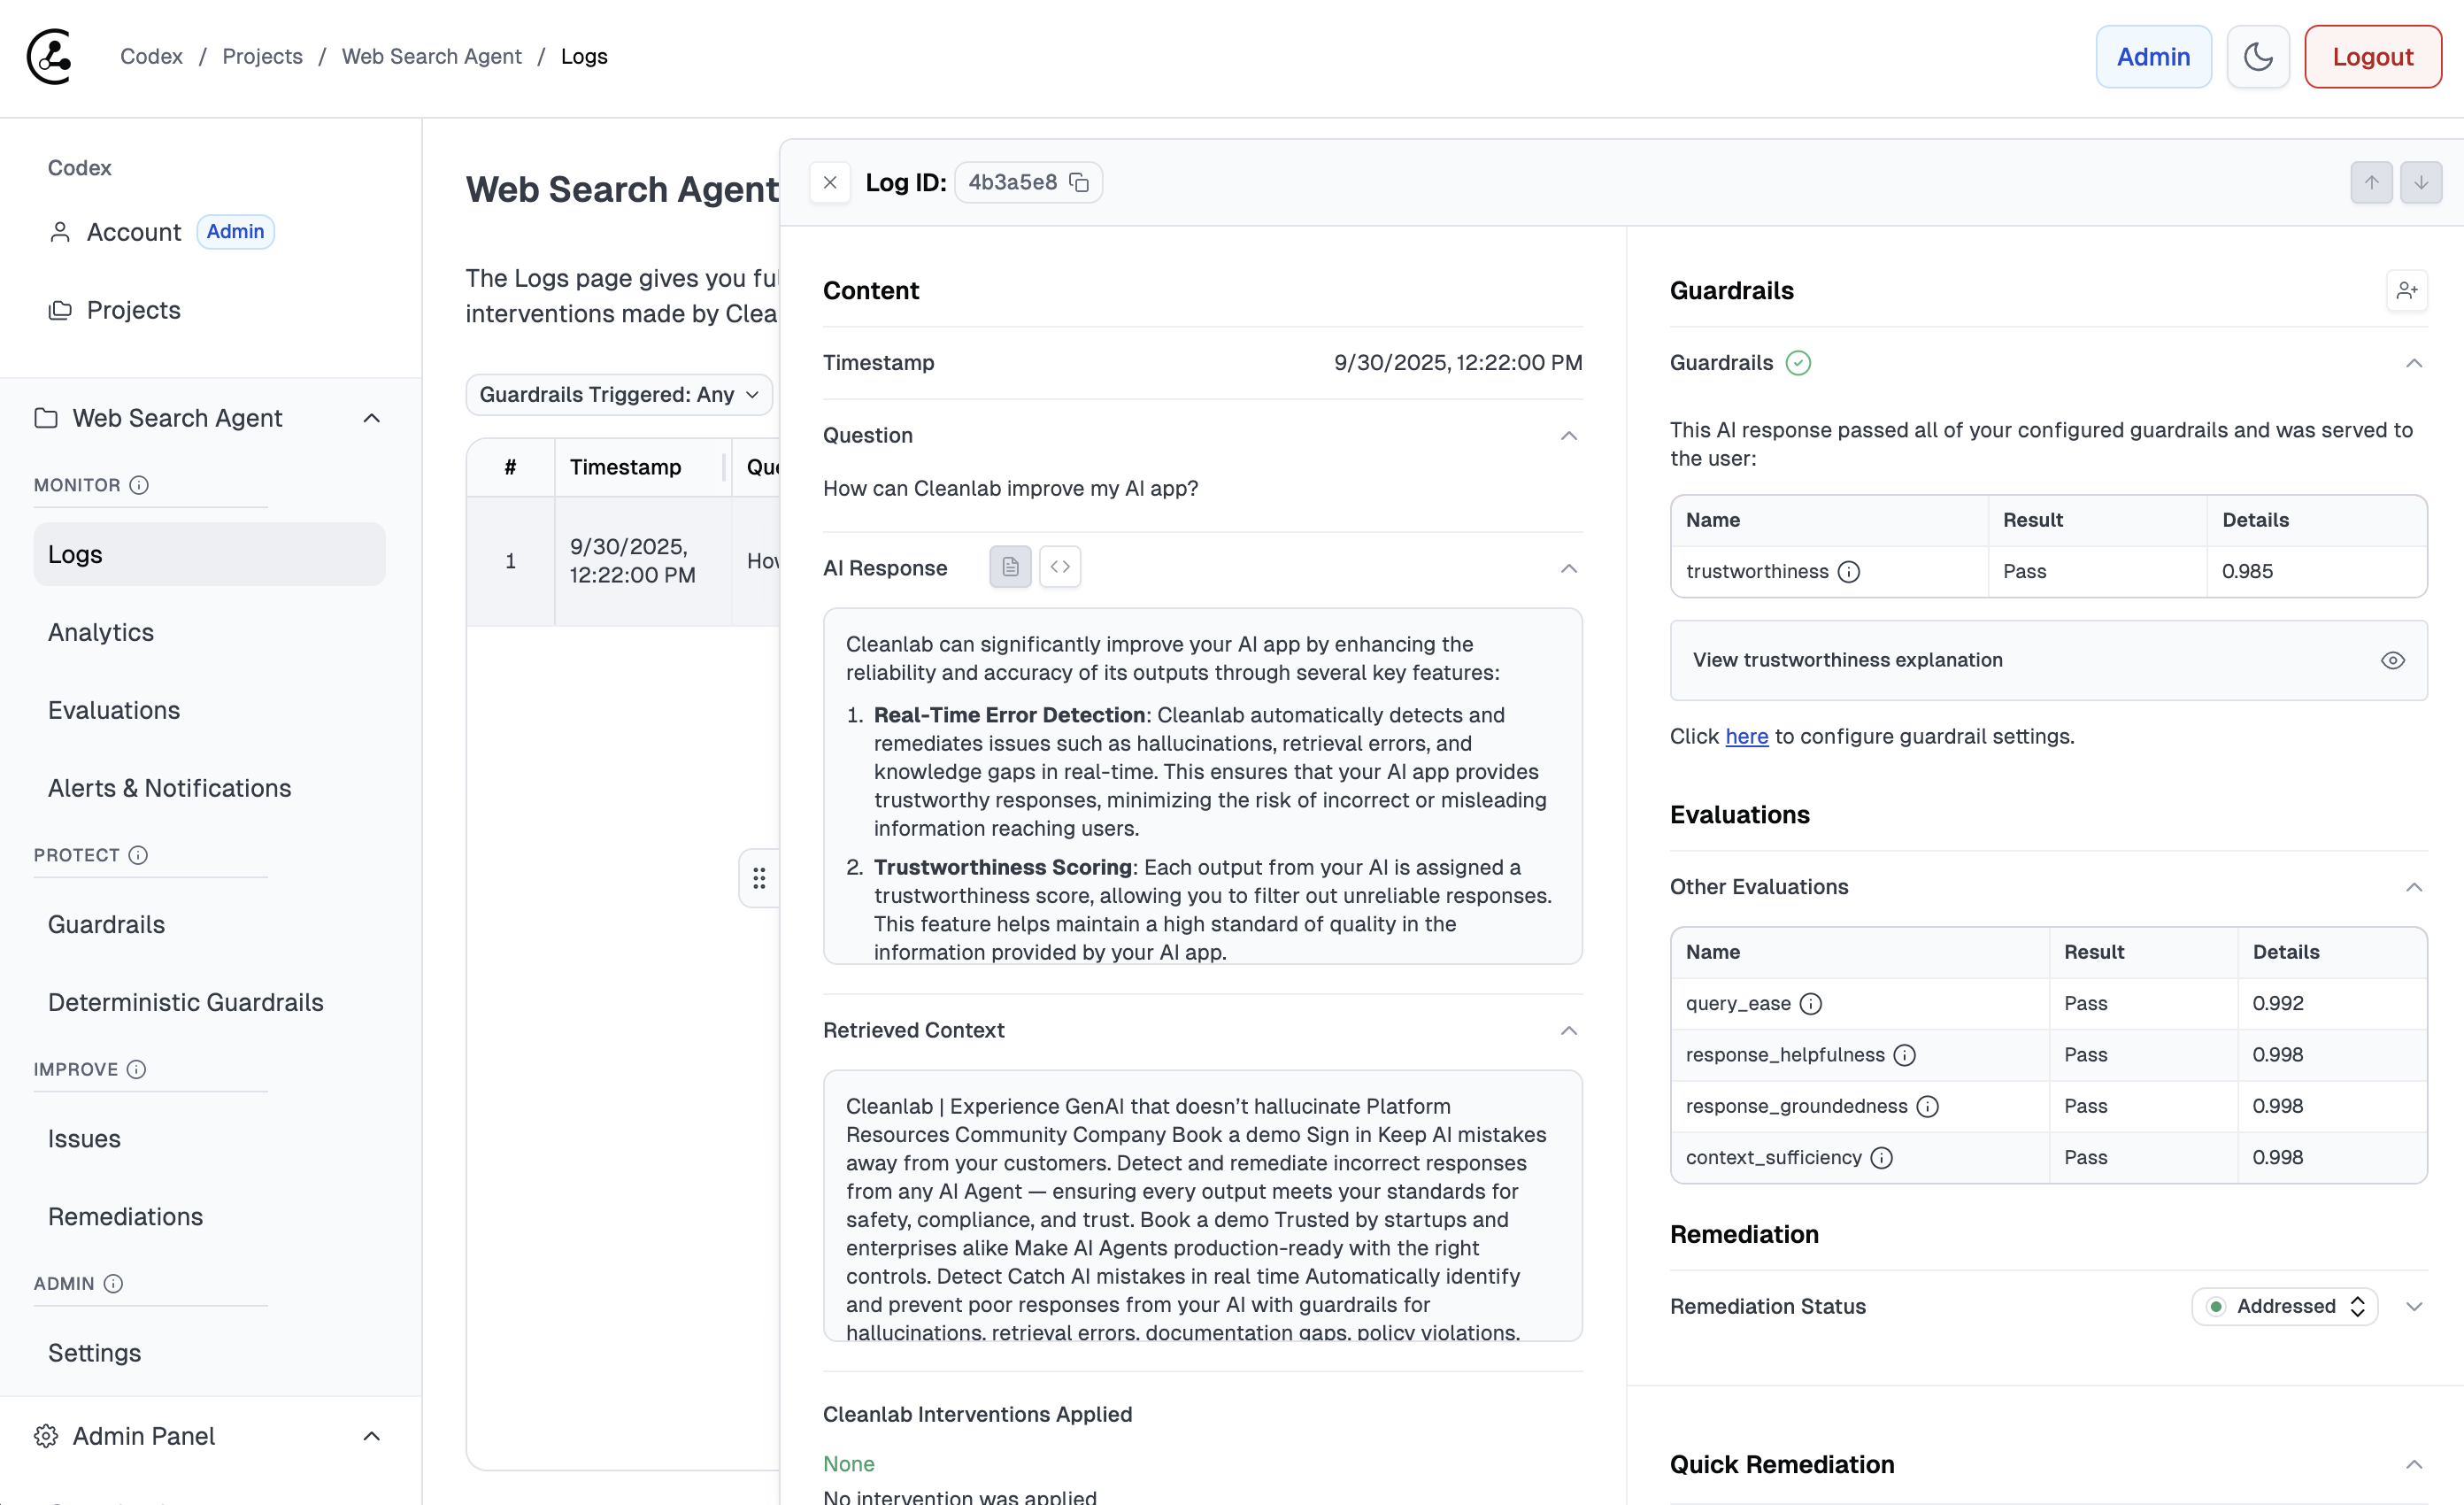 Codex / Projects / Web Search Agent / Logs
Admin
Logout
Codex
Account Admin
Projects
Web Search Agent
MONITOR
Logs
Analytics
Evaluations
Alerts & Notifications
PROTECT
Guardrails
Deterministic Guardrails
IMPROVE
Issues
Remediations
ADMIN
Settings
Admin Panel
Web Search Agent
The Logs page gives you
interventions made by
Guardrails Triggered: Any
# Timestamp
1
9/30/2025,
12:22:00 PM
Log ID: 4b3a5e8
Content
Timestamp 9/30/2025, 12:22:00 PM
Question
How can Cleanlab improve my AI app?
AI Response
Cleanlab can significantly improve your AI app by enhancing the
reliability and accuracy of its outputs through several key features:
1. Real-Time Error Detection: Cleanlab automatically detects and
remediates issues such as hallucinations, retrieval errors, and
knowledge gaps in real-time. This ensures that your AI app provides
trustworthy responses, minimizing the risk of incorrect or misleading
information reaching users.
2. Trustworthiness Scoring: Each output from your AI is assigned a
trustworthiness score, allowing you to filter out unreliable responses.
This feature helps maintain a high standard of quality in the
information provided by your AI app.
Retrieved Context
Cleanlab | Experience GenAI that doesn’t hallucinate Platform
Resources Community Company Book a demo Sign in Keep AI mistakes
away from your customers. Detect and remediate incorrect responses
from any AI Agent — ensuring every output meets your standards for
safety, compliance, and trust. Book a demo Trusted by startups and
enterprises alike Make AI Agents production-ready with the right
controls. Detect Catch AI mistakes in real time Automatically identify
and prevent poor responses from your AI with guardrails for
hallucinations, retrieval errors, documentation gaps, policy violations,
Cleanlab Interventions Applied
None
No intervention was applied
Guardrails
Guardrails
This AI response passed all of your configured guardrails and was served to
the user:
Name Result Details
trustworthiness Pass 0.985
View trustworthiness explanation
Click here to configure guardrail settings.
Evaluations
Other Evaluations
Name Result Details
query_ease Pass 0.992
response_helpfulness Pass 0.998
response_groundedness Pass 0.998
context_sufficiency Pass 0.998
Remediation
Remediation Status Addressed
Quick Remediation